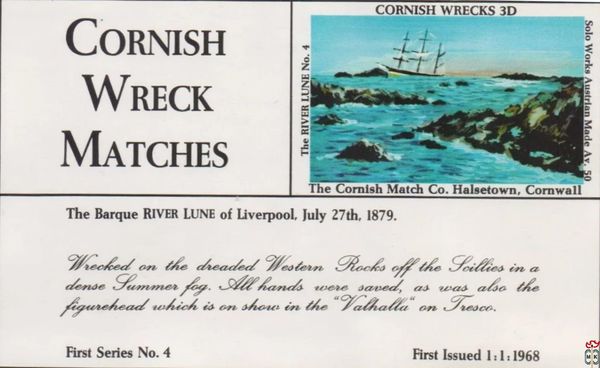 CORNISH
WRECK
MATCHES
CORNISH WRECKS 3D
The RIVER LUNE No. 4
Solo Works Austrian Made Av. 50
The Cornish Match Co. Halsetown, Cornwall
The Barque RIVER LUNE of Liverpool, July 27th, 1879.
Wrecked on the dreaded Western Rocks off the Scillies in a
dense Summer fog. All hands were saved, as was also the
figurehead which is on show in the "Valhalla" on Tresco.
First Series No. 4
First Issued 1:1:1968
MK